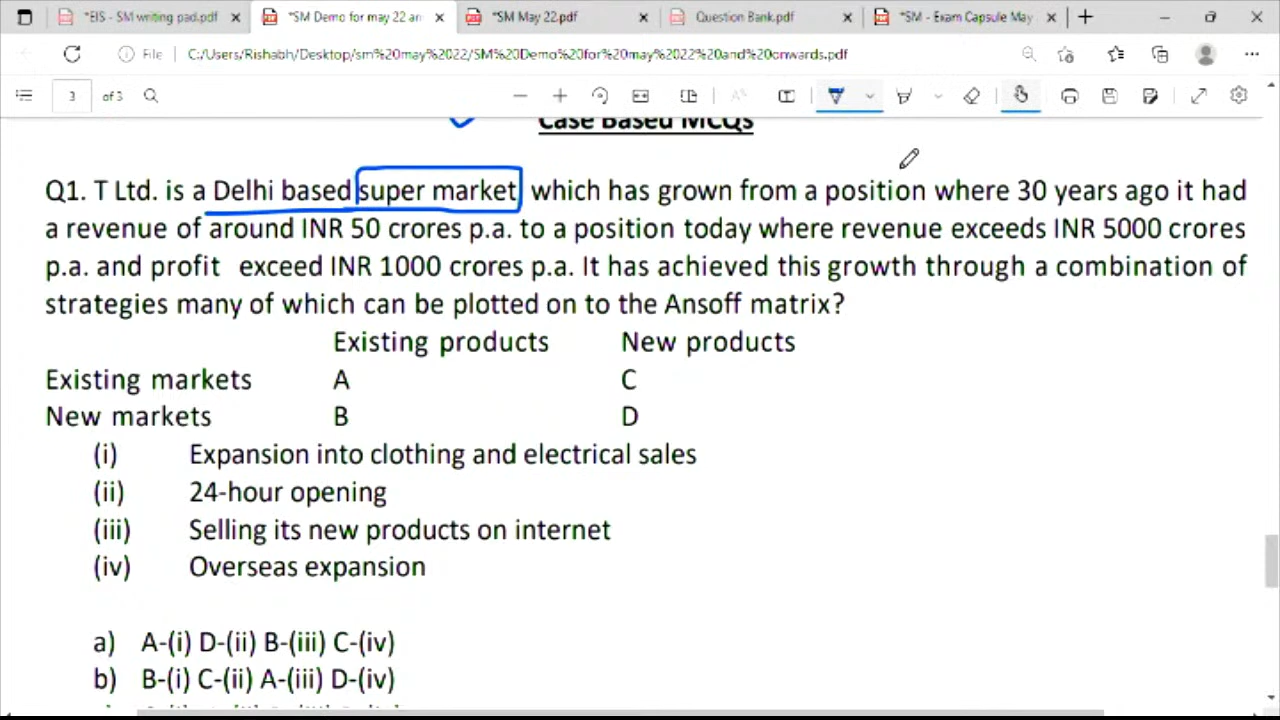 *EIS - SM writing pad.pdf
*SM Demo for may 22 an
*SM May 22.pdf
Question Bank.pdf
*SM - Exam Capsule May
File
C:/Users/Rishabh/Desktop/sm%20may%202022/SM%20Demo%20for%20may%2022%20and%20onwards.pdf
3 of 3
Case Based MCQs
Q1. T Ltd. is a Delhi based super market which has grown from a position where 30 years ago it had
a revenue of around INR 50 crores p.a. to a position today where revenue exceeds INR 5000 crores
p.a. and profit exceed INR 1000 crores p.a. It has achieved this growth through a combination of
strategies many of which can be plotted on to the Ansoff matrix?
Existing products New products
Existing markets A C
New markets B D
(i) Expansion into clothing and electrical sales
(ii) 24-hour opening
(iii) Selling its new products on internet
(iv) Overseas expansion
a) A-(i) D-(ii) B-(iii) C-(iv)
b) B-(i) C-(ii) A-(iii) D-(iv)